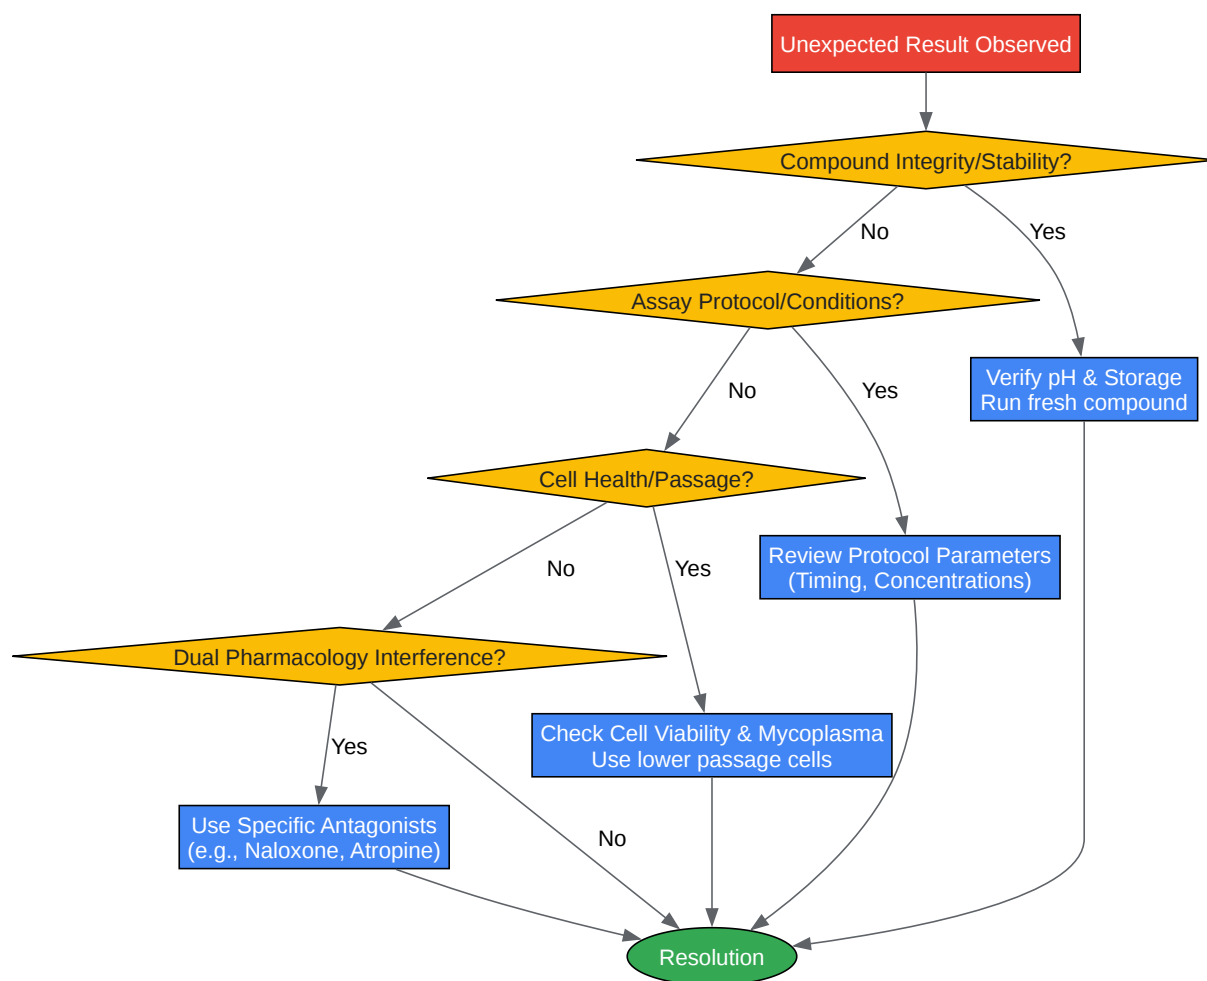 Unexpected Result Observed
Compound Integrity/Stability?
No
Yes
Assay Protocol/Conditions?
No
Yes
Verify pH & Storage
Run fresh compound
Cell Health/Passage?
No
Yes
Review Protocol Parameters
(Timing, Concentrations)
Dual Pharmacology Interference?
Yes
No
Check Cell Viability & Mycoplasma
Use lower passage cells
Use Specific Antagonists
(e.g., Naloxone, Atropine)
Resolution